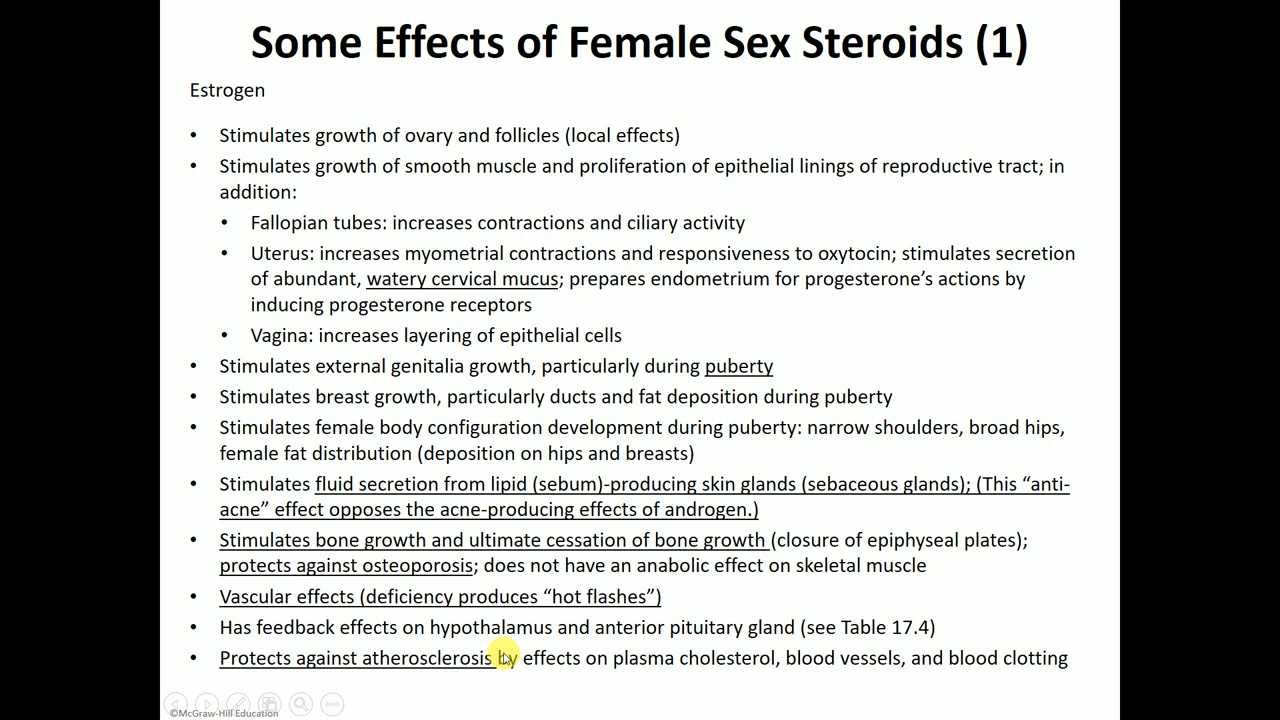 Some Effects of Female Sex Steroids (1)
Estrogen
• Stimulates growth of ovary and follicles (local effects)
• Stimulates growth of smooth muscle and proliferation of epithelial linings of reproductive tract; in
addition:
• Fallopian tubes: increases contractions and ciliary activity
• Uterus: increases myometrial contractions and responsiveness to oxytocin; stimulates secretion
of abundant, watery cervical mucus; prepares endometrium for progesterone’s actions by
inducing progesterone receptors
• Vagina: increases layering of epithelial cells
• Stimulates external genitalia growth, particularly during puberty
• Stimulates breast growth, particularly ducts and fat deposition during puberty
• Stimulates female body configuration development during puberty: narrow shoulders, broad hips,
female fat distribution (deposition on hips and breasts)
• Stimulates fluid secretion from lipid (sebum)-producing skin glands (sebaceous glands); (This “anti-
acne” effect opposes the acne-producing effects of androgen.)
• Stimulates bone growth and ultimate cessation of bone growth (closure of epiphyseal plates);
protects against osteoporosis; does not have an anabolic effect on skeletal muscle
• Vascular effects (deficiency produces “hot flashes”)
• Has feedback effects on hypothalamus and anterior pituitary gland (see Table 17.4)
• Protects against atherosclerosis by effects on plasma cholesterol, blood vessels, and blood clotting
©McGraw-Hill Education